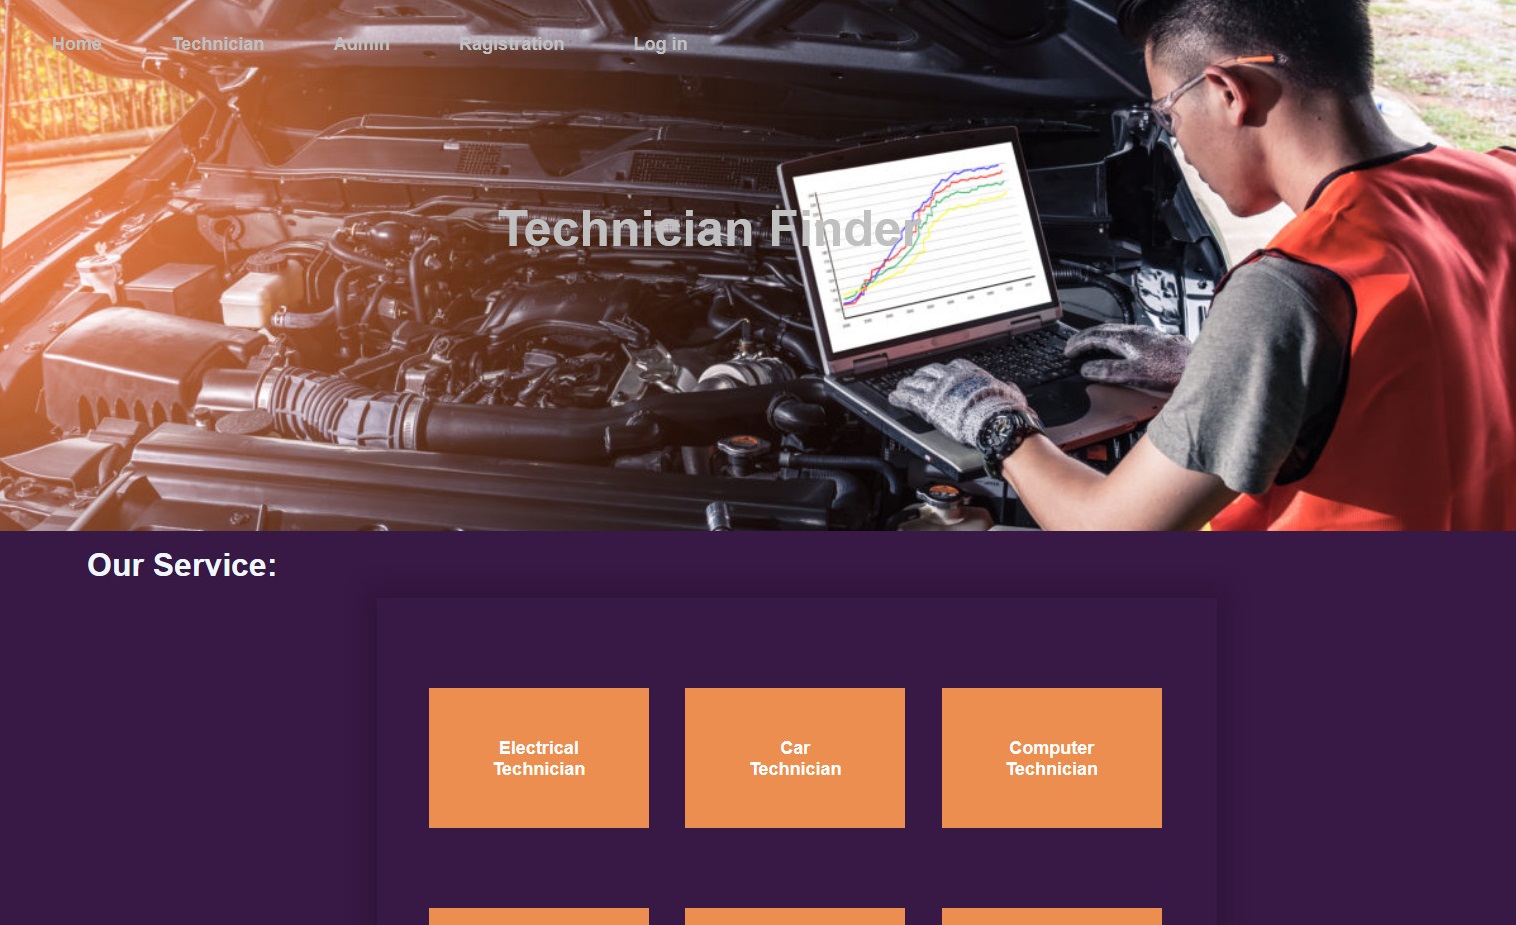 Home Technician Admin Ragistration Log in
Technician Finder
Our Service:
Electrical
Technician
Car
Technician
Computer
Technician